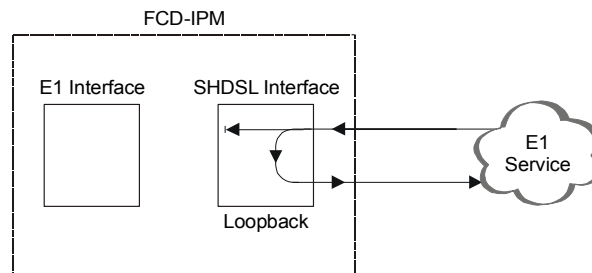 FCD-IPM
E1 Interface
SHDSL Interface
E1
Service
Loopback